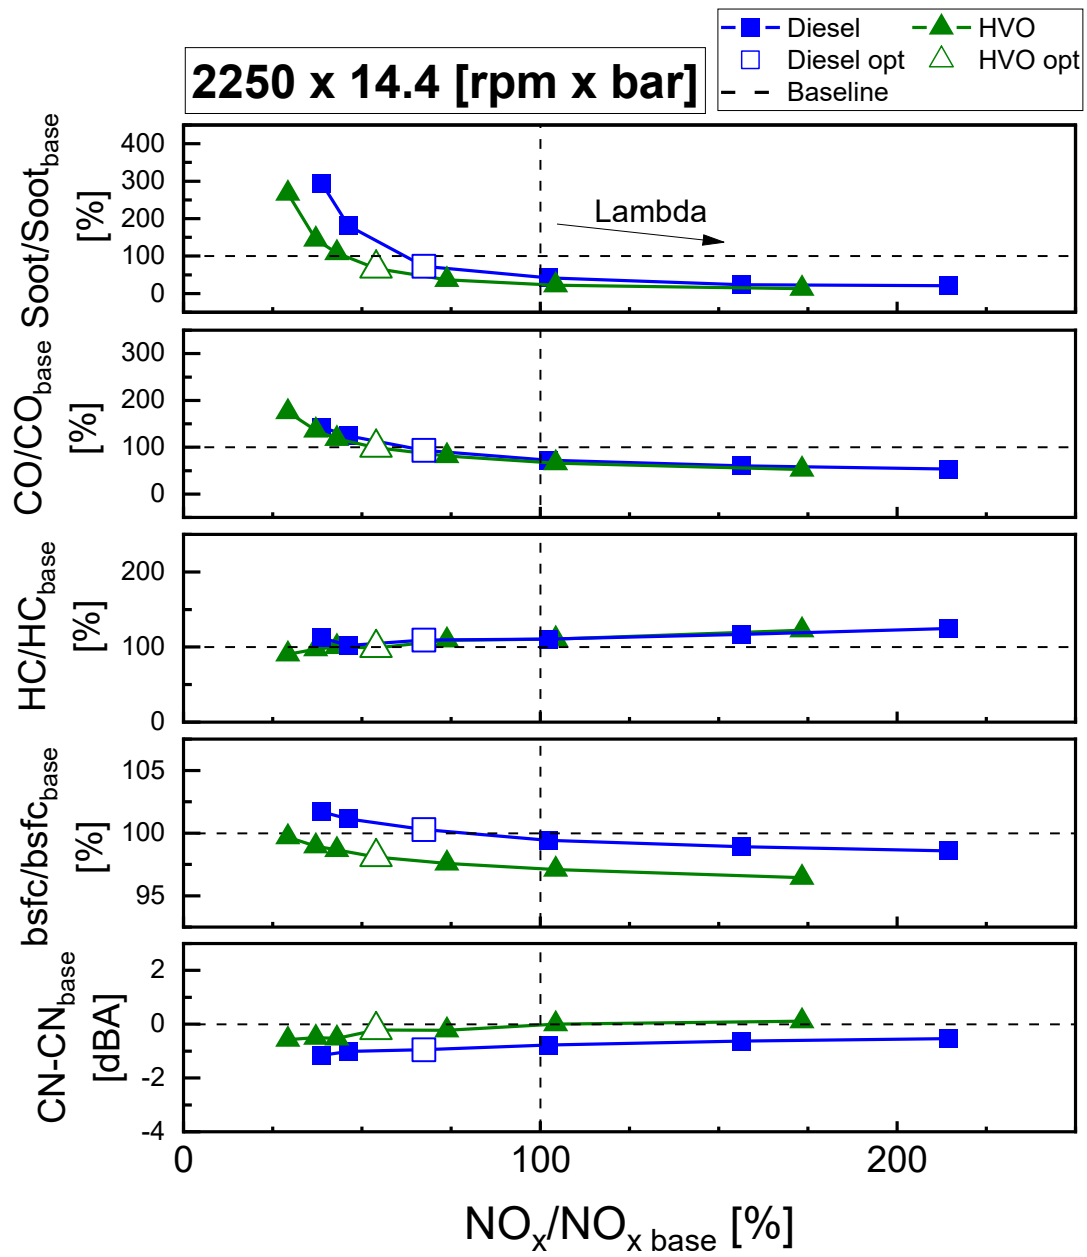 Diesel
HVO
Diesel opt
HVO opt
Baseline
2250 x 14.4 [rpm x bar]
Soot/Soot_base
[%]
400
300
200
100
0
Lambda
CO/CO_base
[%]
300
200
100
0
HC/HC_base
[%]
200
100
0
bsfc/bsfc_base
[%]
105
100
95
CN-CN_base
[dBA]
2
0
-2
-4
0 100 200
NO_x/NO_x base [%]